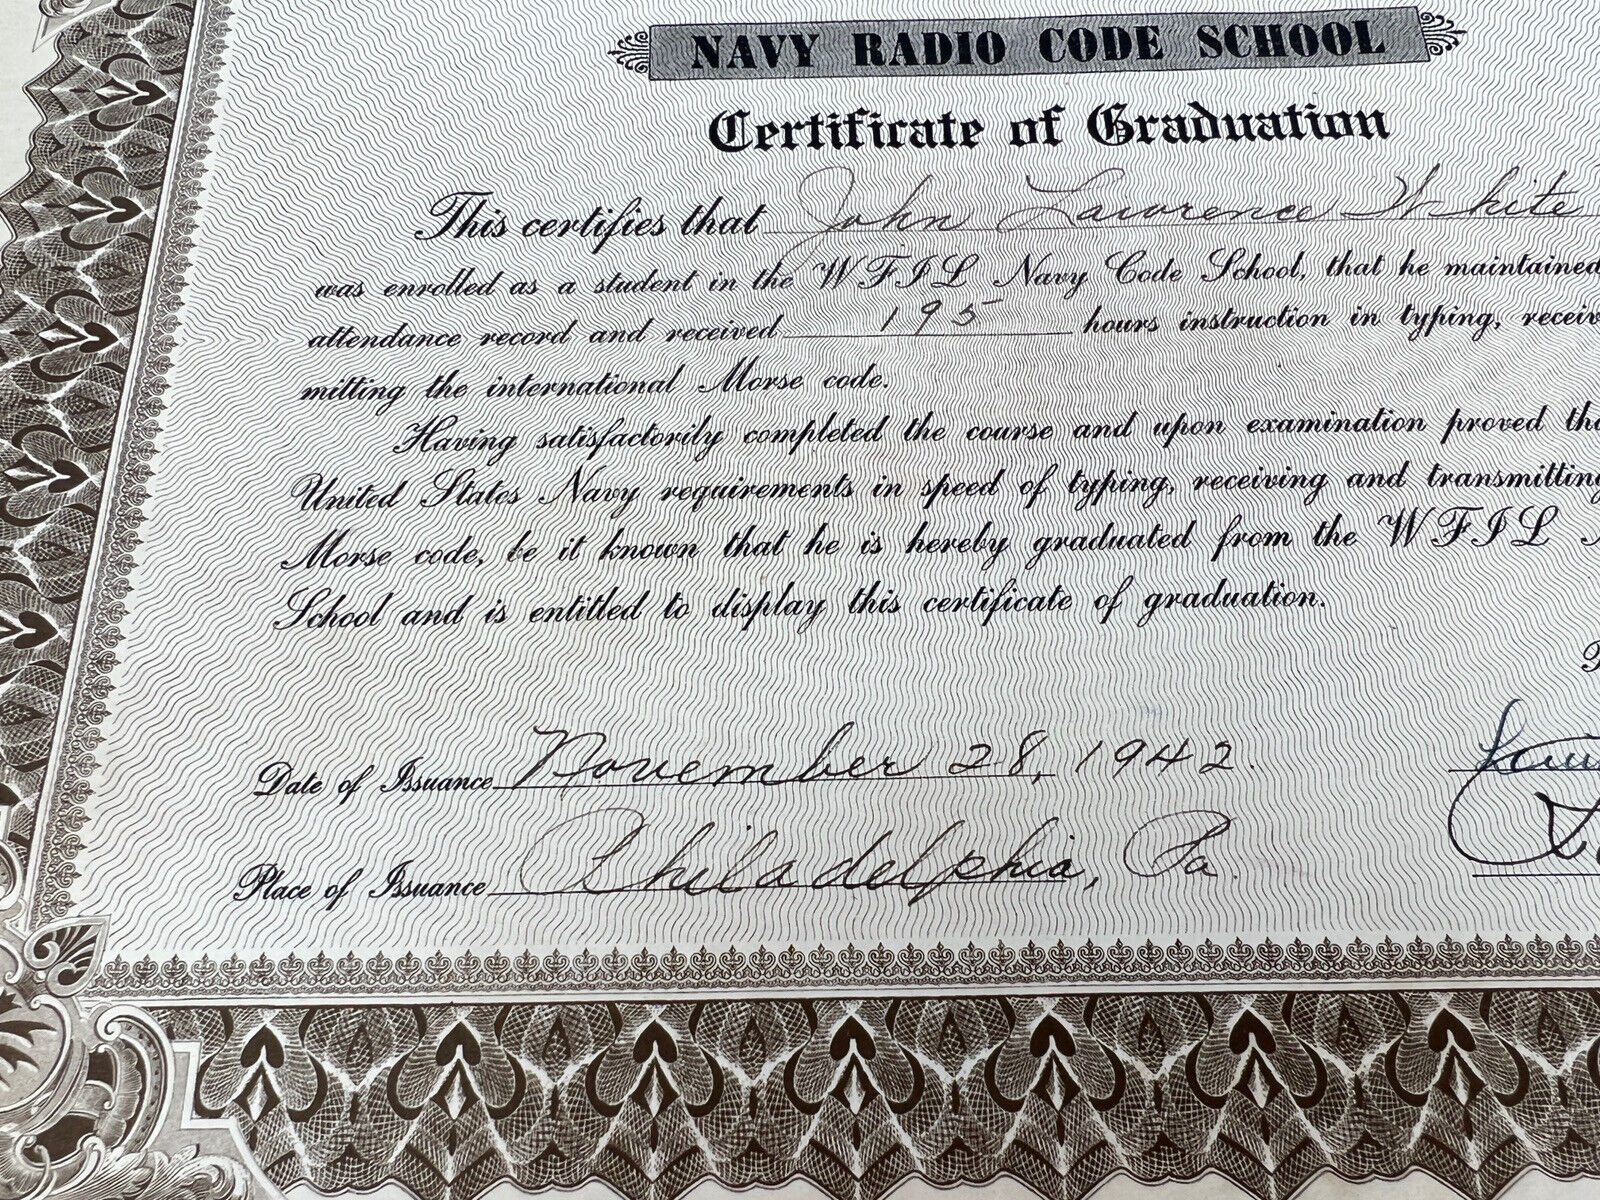 NAVY RADIO CODE SCHOOL
Certificate of Graduation
This certifies that John Lawrence White
was enrolled as a student in the WFIL Navy Code School, that he maintained
attendance record and received 195 hours instruction in typing, receiv
mitting the international Morse code.
Having satisfactorily completed the course and upon examination proved tha
United States Navy requirements in speed of typing, receiving and transmitting
Morse code, be it known that he is hereby graduated from the WFIL
School and is entitled to display this certificate of graduation.
Date of Issuance November 28, 1942.
Place of Issuance Philadelphia, Pa.